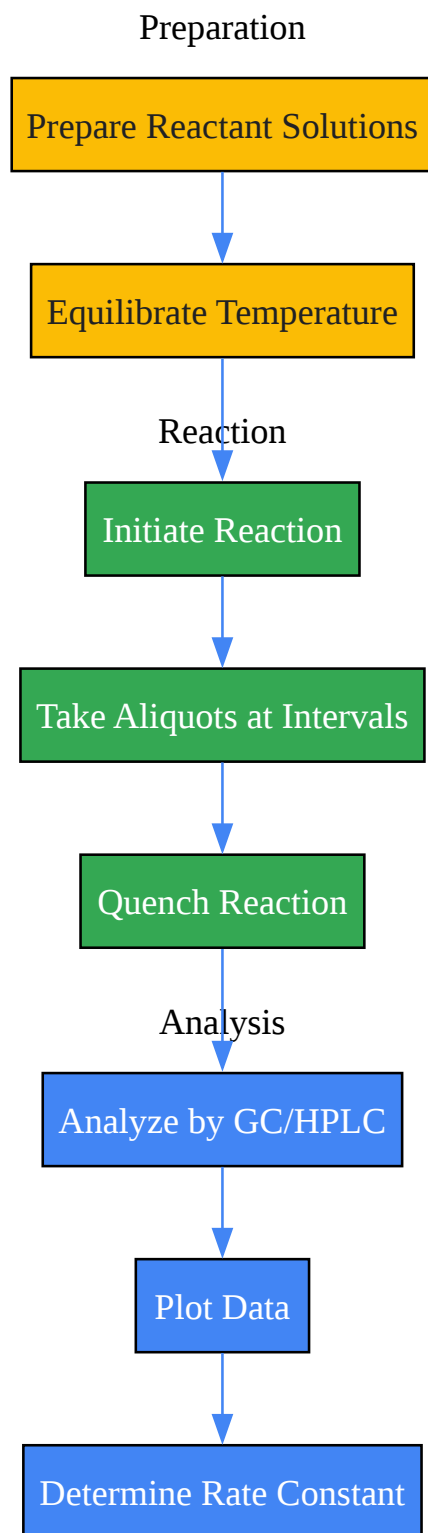 Preparation
Prepare Reactant Solutions
Equilibrate Temperature
Reaction
Initiate Reaction
Take Aliquots at Intervals
Quench Reaction
Analysis
Analyze by GC/HPLC
Plot Data
Determine Rate Constant